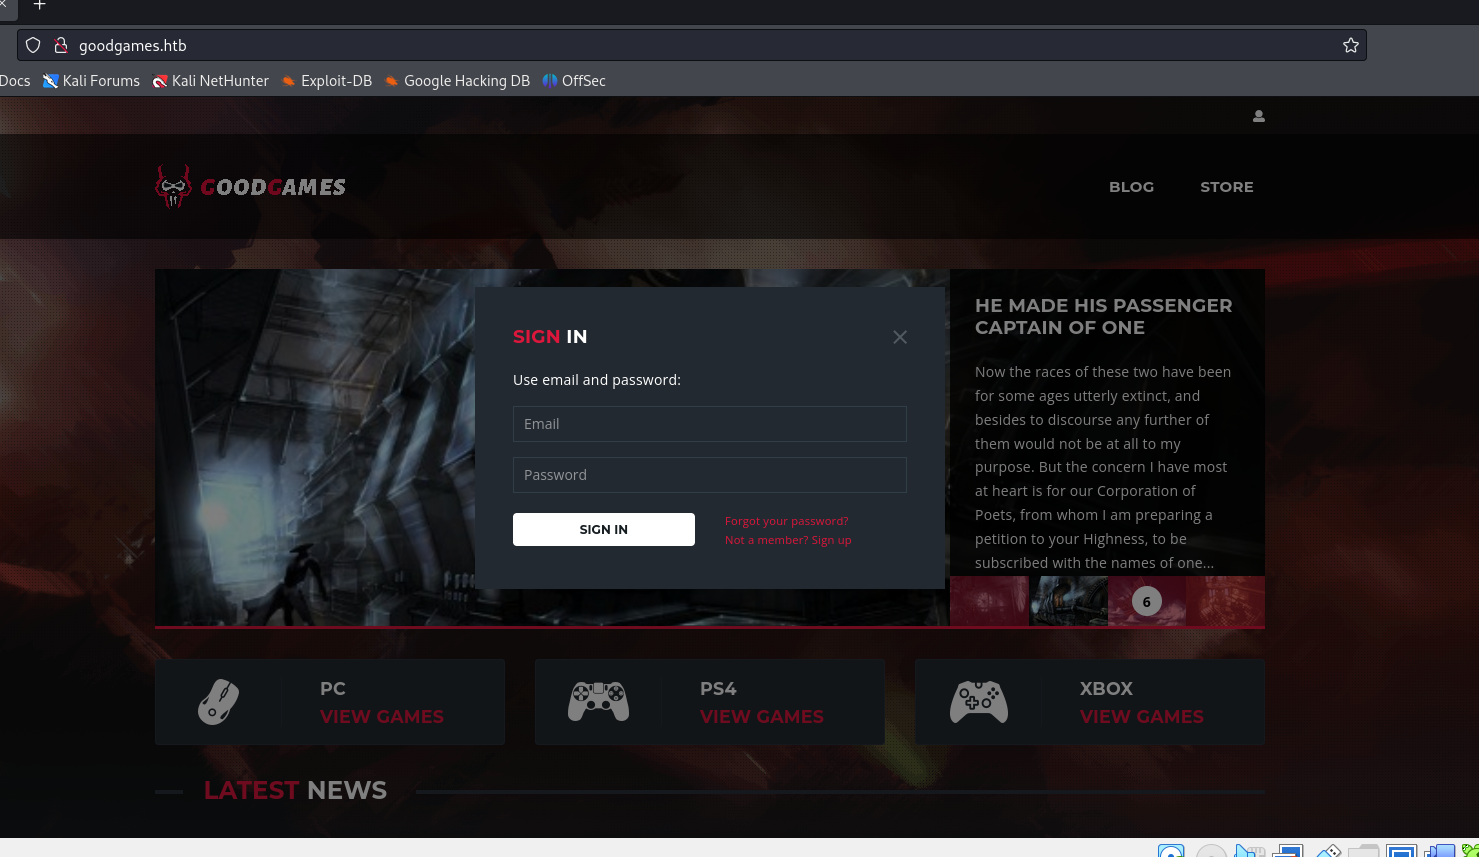 goodgames.htb
Docs Kali Forums Kali NetHunter Exploit-DB Google Hacking DB OffSec
GOODGAMES
BLOG STORE
SIGN IN
Use email and password:
Email
Password
SIGN IN
Forgot your password?
Not a member? Sign up
HE MADE HIS PASSENGER
CAPTAIN OF ONE
Now the races of these two have been
for some ages utterly extinct, and
besides to discourse any further of
them would not be at all to my
purpose. But the concern I have most
at heart is for our Corporation of
Poets, from whom I am preparing a
petition to your Highness, to be
subscribed with the names of one...
6
PC
VIEW GAMES
PS4
VIEW GAMES
XBOX
VIEW GAMES
LATEST NEWS